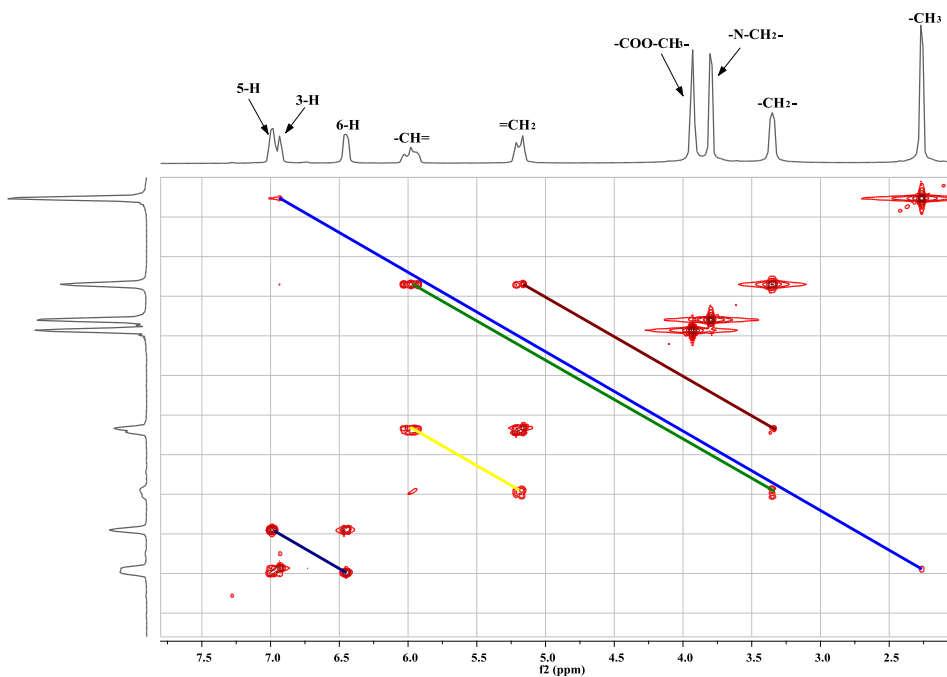 -CH3
-N-CH2-
-COO-CH3-
5-H
3-H
6-H
-CH=
=CH2
-CH2-
7.5 7.0 6.5 6.0 5.5 5.0 4.5 4.0 3.5 3.0 2.5
f2 (ppm)